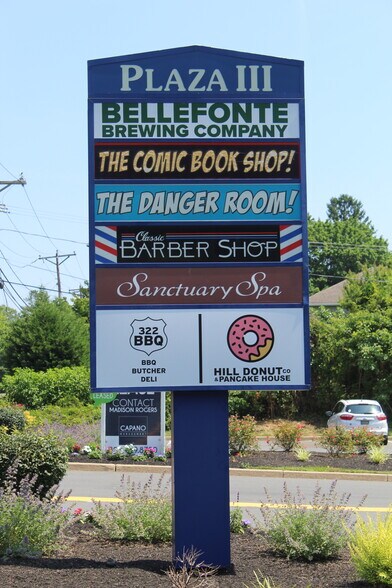 PLAZA III
BELLEFONTE
BREWING COMPANY
THE COMIC BOOK SHOP!
THE DANGER ROOM!
Classic
BARBER SHOP
Sanctuary Spa
322
BBQ
BBQ
BUTCHER
DELI
HILL DONUT CO
& PANCAKE HOUSE
LEASED
CONTACT
MADISON ROGERS
CAPANO